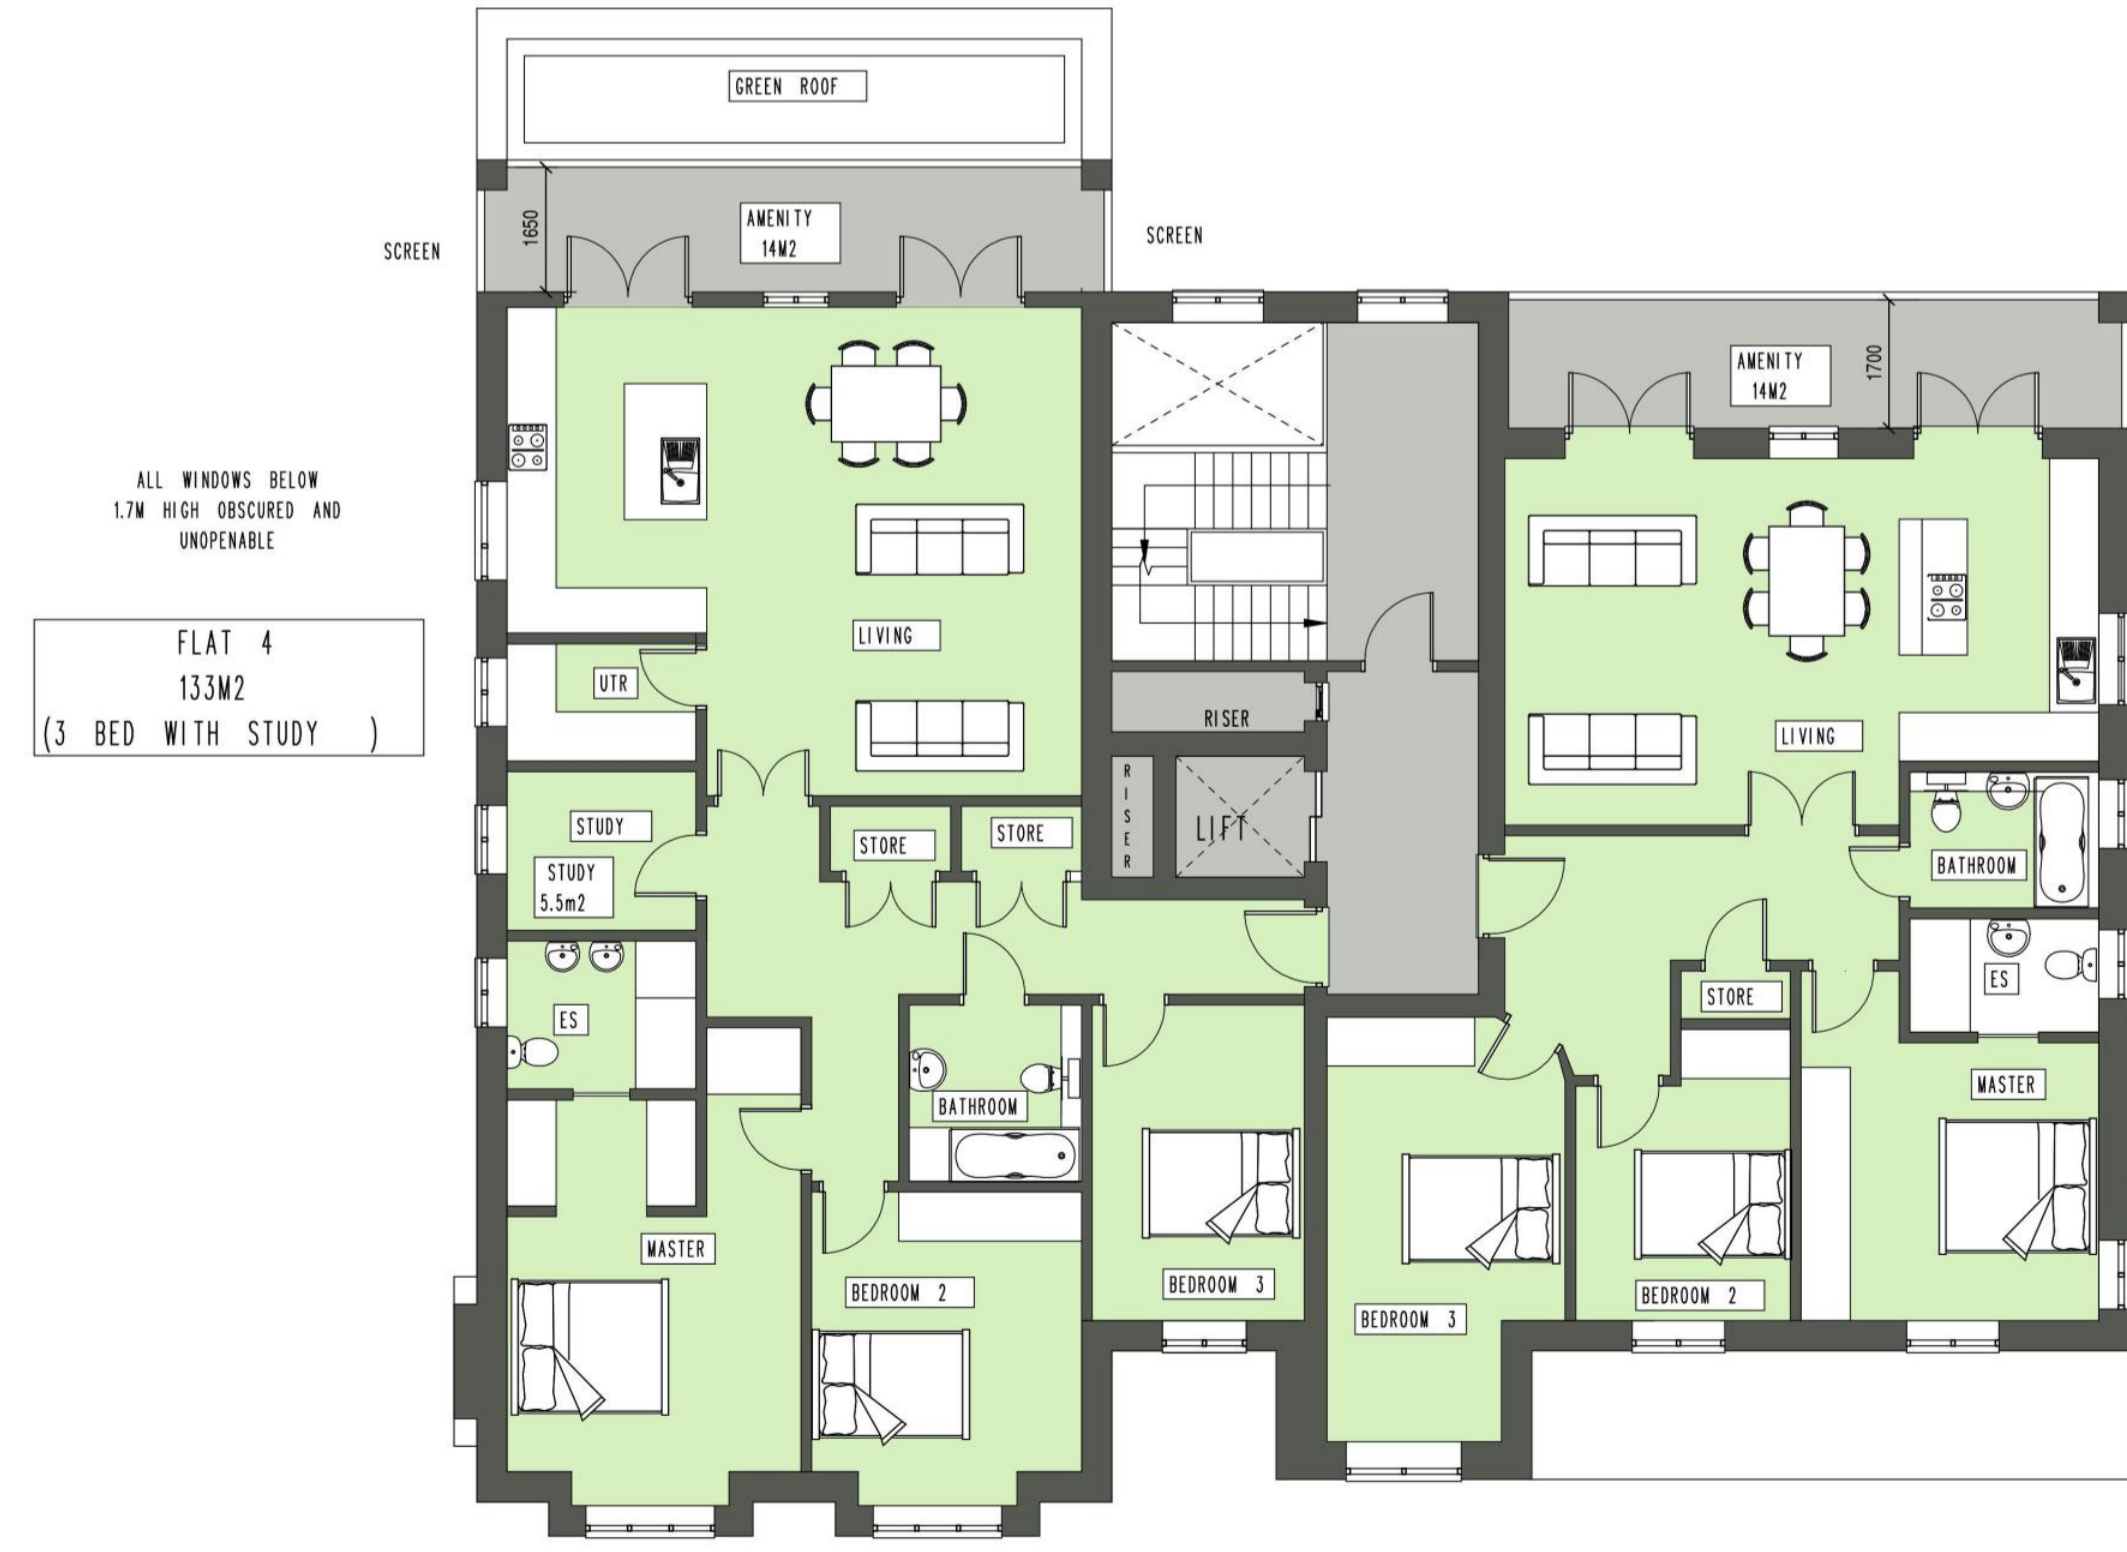 GREEN ROOF
AMENITY
14M2
1650
SCREEN
SCREEN
AMENITY
14M2
1700
ALL WINDOWS BELOW
1.7M HIGH OBSCURED AND
UNOPENABLE
FLAT 4
133M2
(3 BED WITH STUDY )
LIVING
UTR
RISER
LIVING
STUDY
STUDY
5.5m2
STORE
STORE
RISER
LIFT
BATHROOM
ES
STORE
ES
BATHROOM
MASTER
MASTER
BEDROOM 2
BEDROOM 3
BEDROOM 3
BEDROOM 2